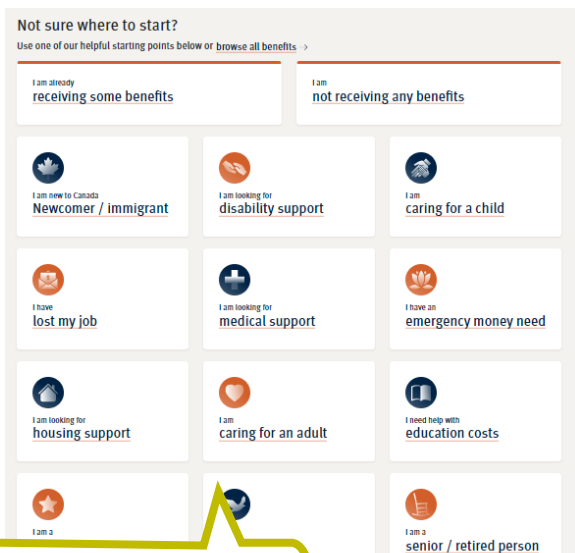 Not sure where to start?
Use one of our helpful starting points below or browse all benefits →
I am already
receiving some benefits
I am
not receiving any benefits
I am new to Canada
Newcomer / immigrant
I am looking for
disability support
I am
caring for a child
I have
lost my job
I am looking for
medical support
I have an
emergency money need
I am looking for
housing support
I am
caring for an adult
I need help with
education costs
I am a
I am a
senior / retired person